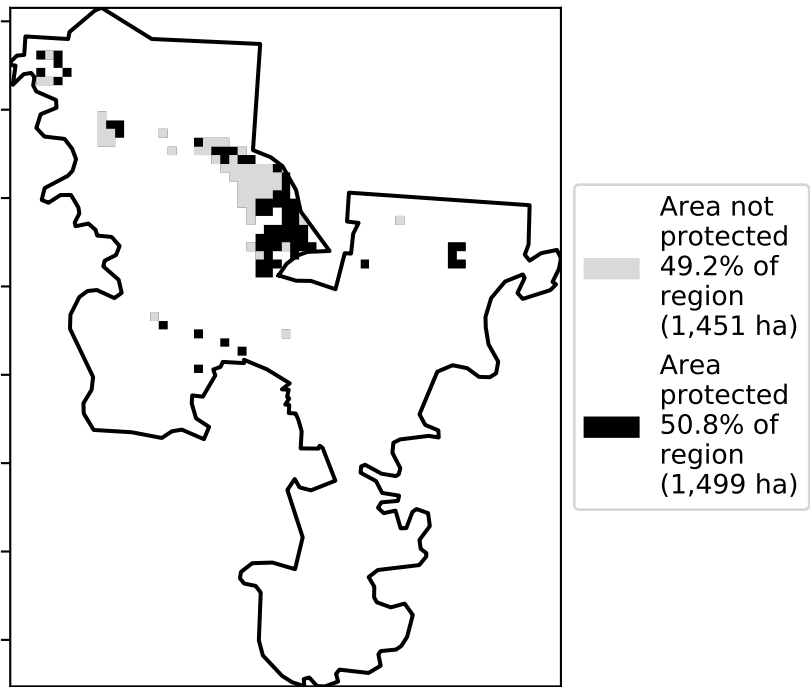 Area not
protected
49.2% of
region
(1,451 ha)
Area
protected
50.8% of
region
(1,499 ha)